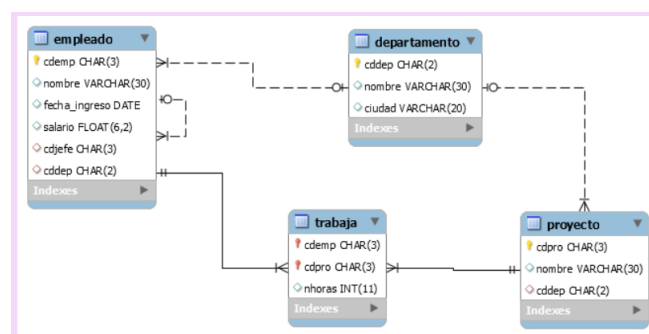 empleado
cdemp CHAR(3)
nombre VARCHAR(30)
fecha_ingreso DATE
salario FLOAT(6,2)
cdjefe CHAR(3)
cddep CHAR(2)
Indexes
departamento
cddep CHAR(2)
nombre VARCHAR(30)
ciudad VARCHAR(20)
Indexes
trabaja
cdemp CHAR(3)
cdpro CHAR(3)
nhoras INT(11)
Indexes
proyecto
cdpro CHAR(3)
nombre VARCHAR(30)
cddep CHAR(2)
Indexes